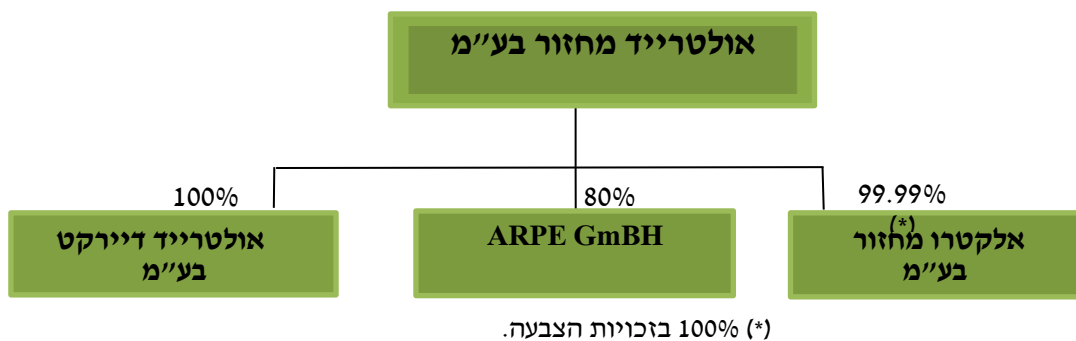 אולטרייד מחזור בע״מ
99.99%
(*)
80%
100%
אלקטרו מחזור
בע״מ
ARPE GmBH
אולטרייד דיירקט
בע״מ
(*) 100% בזכויות הצבעה.